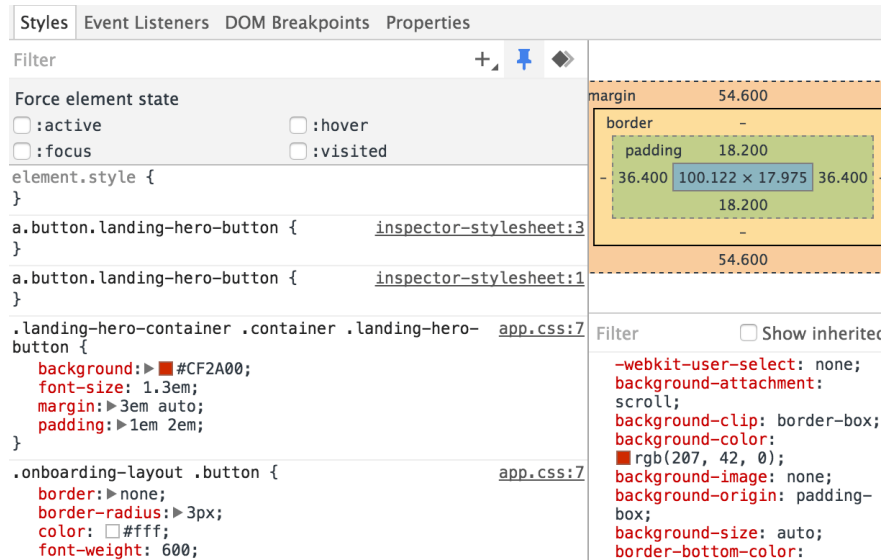 Styles Event Listeners DOM Breakpoints Properties
Filter
Force element state
:active :hover
:focus :visited
element.style {
}
a.button.landing-hero-button { inspector-stylesheet:3
}
a.button.landing-hero-button { inspector-stylesheet:1
}
.landing-hero-container .container .landing-hero- app.css:7
button {
background: #CF2A00;
font-size: 1.3em;
margin: 3em auto;
padding: 1em 2em;
}
.onboarding-layout .button { app.css:7
border: none;
border-radius: 3px;
color: #fff;
font-weight: 600;
margin 54.600
border -
padding 18.200
- 36.400 100.122 × 17.975 36.400 -
18.200
-
54.600
Filter Show inherited
-webkit-user-select: none;
background-attachment:
scroll;
background-clip: border-box;
background-color:
rgb(207, 42, 0);
background-image: none;
background-origin: padding-
box;
background-size: auto;
border-bottom-color: